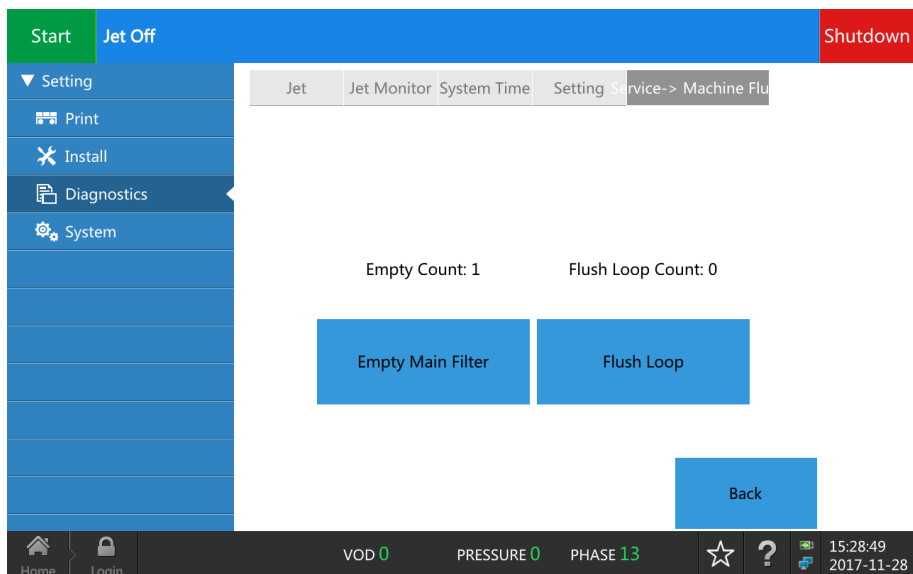 Start
Jet Off
Shutdown
Setting
Print
Install
Diagnostics
System
Jet
Jet Monitor
System Time
Setting
Service-> Machine Flu
Empty Count: 1
Flush Loop Count: 0
Empty Main Filter
Flush Loop
Back
Home
Login
VOD 0
PRESSURE 0
PHASE 13
?
15:28:49
2017-11-28